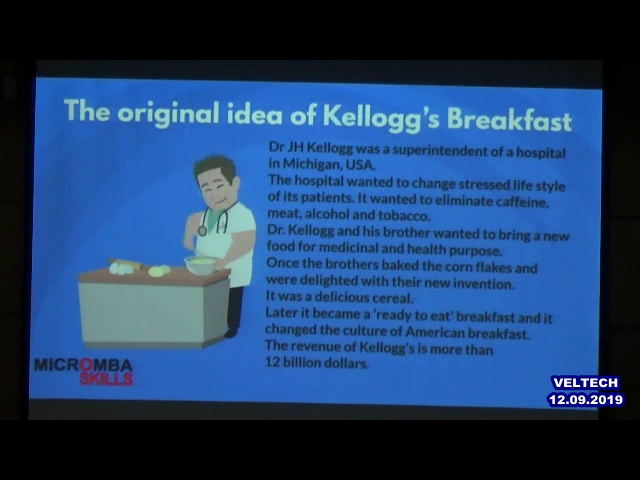 The original idea of Kellogg's Breakfast
Dr JH Kellogg was a superintendent of a hospital
in Michigan, USA.
The hospital wanted to change stressed life style
of its patients. It wanted to eliminate caffeine,
meat, alcohol and tobacco.
Dr. Kellogg and his brother wanted to bring a new
food for medicinal and health purpose.
Once the brothers baked the corn flakes and
were delighted with their new invention.
It was a delicious cereal.
Later it became a 'ready to eat' breakfast and it
changed the culture of American breakfast.
The revenue of Kellogg's is more than
12 billion dollars.
MICROMBA
SKILLS
VELTECH
12.09.2019